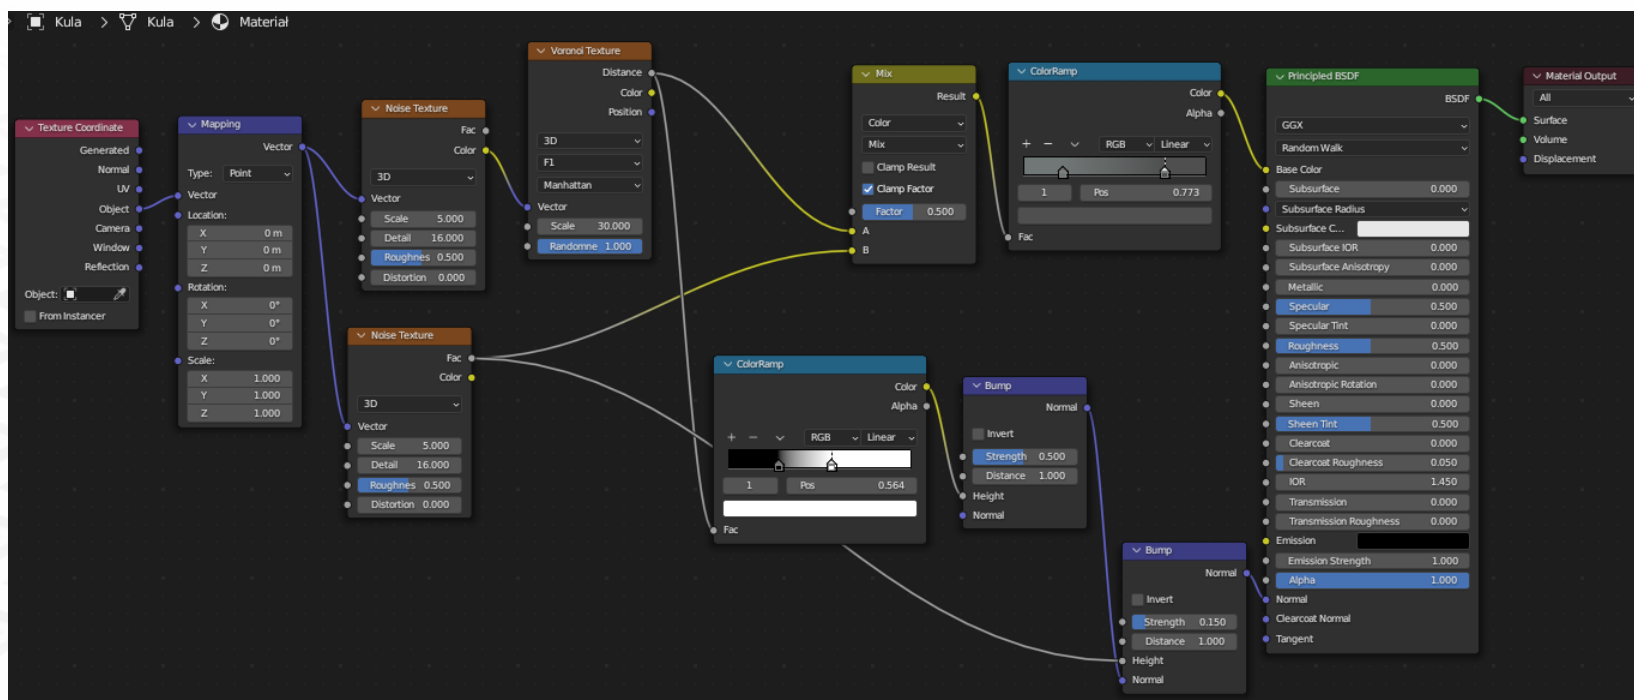 Kula > Kula > Materiał
Texture Coordinate
Generated
Normal
UV
Object
Camera
Window
Reflection
Object:
From Instancer
Mapping
Vector
Type: Point
Vector
Location:
X 0 m
Y 0 m
Z 0 m
Rotation:
X 0°
Y 0°
Z 0°
Scale:
X 1.000
Y 1.000
Z 1.000
Noise Texture
Fac
Color
3D
Vector
Scale 5.000
Detail 16.000
Roughnes 0.500
Distortion 0.000
Noise Texture
Fac
Color
3D
Vector
Scale 5.000
Detail 16.000
Roughnes 0.500
Distortion 0.000
Voronoi Texture
Distance
Color
Position
3D
F1
Manhattan
Vector
Scale 30.000
Randomne 1.000
Mix
Result
Color
Mix
Clamp Result
Clamp Factor
Factor 0.500
A
B
ColorRamp
Color
Alpha
+ − RGB Linear
1 Pos 0.773
Fac
ColorRamp
Color
Alpha
+ − RGB Linear
1 Pos 0.564
Fac
Bump
Normal
Invert
Strength 0.500
Distance 1.000
Height
Normal
Bump
Normal
Invert
Strength 0.150
Distance 1.000
Height
Normal
Principled BSDF
BSDF
GGX
Random Walk
Base Color
Subsurface 0.000
Subsurface Radius
Subsurface C...
Subsurface IOR 0.000
Subsurface Anisotropy 0.000
Metallic 0.000
Specular 0.500
Specular Tint 0.000
Roughness 0.500
Anisotropic 0.000
Anisotropic Rotation 0.000
Sheen 0.000
Sheen Tint 0.500
Clearcoat 0.000
Clearcoat Roughness 0.050
IOR 1.450
Transmission 0.000
Transmission Roughness 0.000
Emission
Emission Strength 1.000
Alpha 1.000
Normal
Clearcoat Normal
Tangent
Material Output
All
Surface
Volume
Displacement